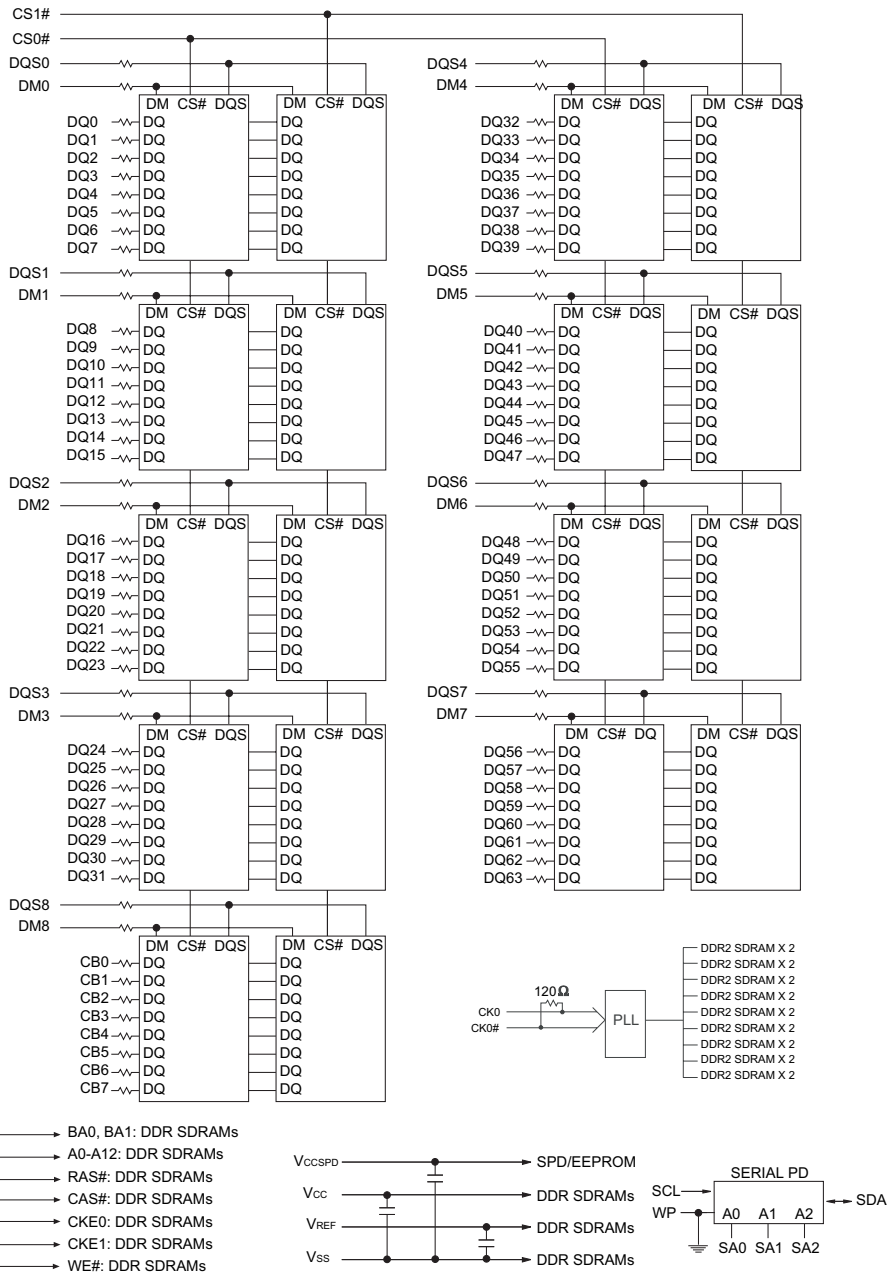 CS1#
CS0#
DQS0
DM0
DM CS# DQS DM CS# DQS
DQ0 DQ DQ
DQ1 DQ DQ
DQ2 DQ DQ
DQ3 DQ DQ
DQ4 DQ DQ
DQ5 DQ DQ
DQ6 DQ DQ
DQ7 DQ DQ
DQS1
DM1
DM CS# DQS DM CS# DQS
DQ8 DQ DQ
DQ9 DQ DQ
DQ10 DQ DQ
DQ11 DQ DQ
DQ12 DQ DQ
DQ13 DQ DQ
DQ14 DQ DQ
DQ15 DQ DQ
DQS2
DM2
DM CS# DQS DM CS# DQS
DQ16 DQ DQ
DQ17 DQ DQ
DQ18 DQ DQ
DQ19 DQ DQ
DQ20 DQ DQ
DQ21 DQ DQ
DQ22 DQ DQ
DQ23 DQ DQ
DQS3
DM3
DM CS# DQS DM CS# DQS
DQ24 DQ DQ
DQ25 DQ DQ
DQ26 DQ DQ
DQ27 DQ DQ
DQ28 DQ DQ
DQ29 DQ DQ
DQ30 DQ DQ
DQ31 DQ DQ
DQS8
DM8
DM CS# DQS DM CS# DQS
CB0 DQ DQ
CB1 DQ DQ
CB2 DQ DQ
CB3 DQ DQ
CB4 DQ DQ
CB5 DQ DQ
CB6 DQ DQ
CB7 DQ DQ
DQS4
DM4
DM CS# DQS DM CS# DQS
DQ32 DQ DQ
DQ33 DQ DQ
DQ34 DQ DQ
DQ35 DQ DQ
DQ36 DQ DQ
DQ37 DQ DQ
DQ38 DQ DQ
DQ39 DQ DQ
DQS5
DM5
DM CS# DQS DM CS# DQS
DQ40 DQ DQ
DQ41 DQ DQ
DQ42 DQ DQ
DQ43 DQ DQ
DQ44 DQ DQ
DQ45 DQ DQ
DQ46 DQ DQ
DQ47 DQ DQ
DQS6
DM6
DM CS# DQS DM CS# DQS
DQ48 DQ DQ
DQ49 DQ DQ
DQ50 DQ DQ
DQ51 DQ DQ
DQ52 DQ DQ
DQ53 DQ DQ
DQ54 DQ DQ
DQ55 DQ DQ
DQS7
DM7
DM CS# DQ DM CS# DQS
DQ56 DQ DQ
DQ57 DQ DQ
DQ58 DQ DQ
DQ59 DQ DQ
DQ60 DQ DQ
DQ61 DQ DQ
DQ62 DQ DQ
DQ63 DQ DQ
120Ω
CK0
CK0#
PLL
DDR2 SDRAM X 2
DDR2 SDRAM X 2
DDR2 SDRAM X 2
DDR2 SDRAM X 2
DDR2 SDRAM X 2
DDR2 SDRAM X 2
DDR2 SDRAM X 2
DDR2 SDRAM X 2
DDR2 SDRAM X 2
BA0, BA1: DDR SDRAMs
A0-A12: DDR SDRAMs
RAS#: DDR SDRAMs
CAS#: DDR SDRAMs
CKE0: DDR SDRAMs
CKE1: DDR SDRAMs
WE#: DDR SDRAMs
VCCSPD SPD/EEPROM
VCC DDR SDRAMs
VREF DDR SDRAMs
VSS DDR SDRAMs
SERIAL PD
SCL
WP
A0 A1 A2
SDA
SA0 SA1 SA2